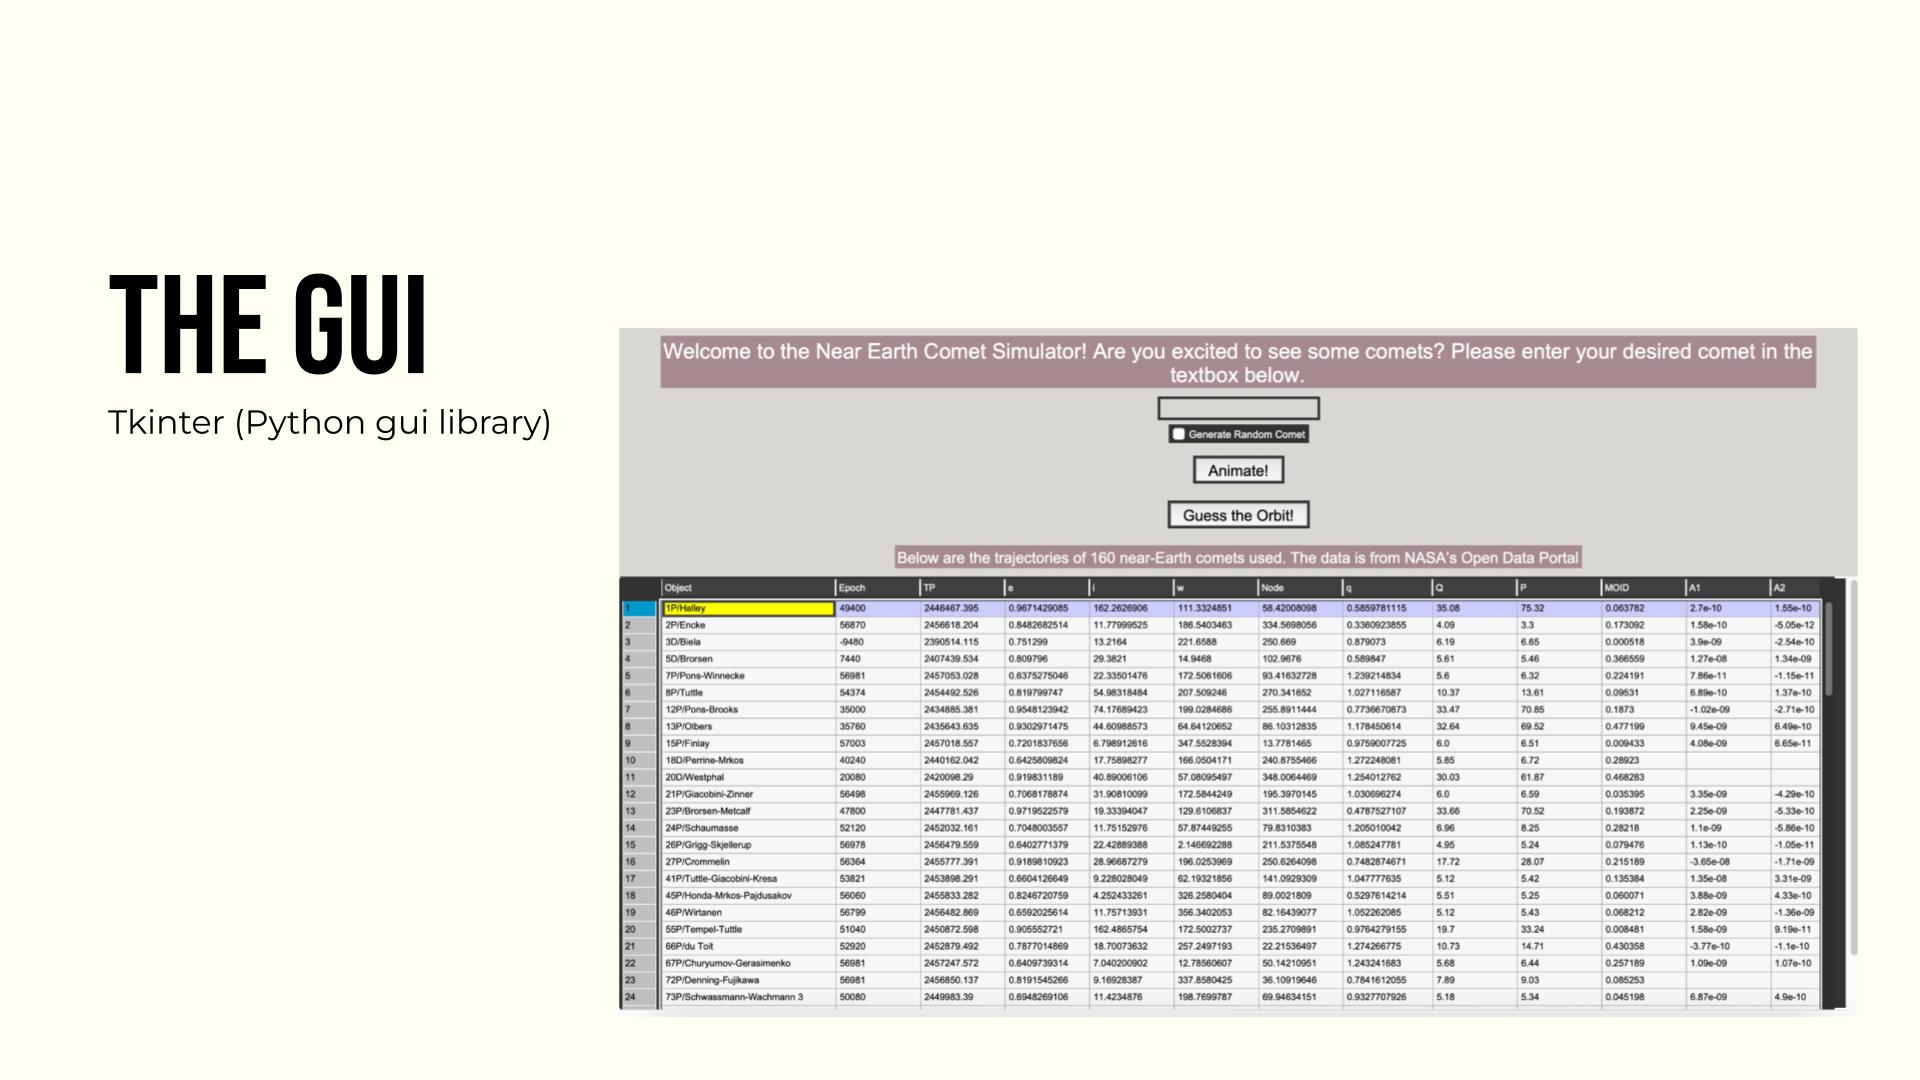 THE GUI
Tkinter (Python gui library)
Welcome to the Near Earth Comet Simulator! Are you excited to see some comets? Please enter your desired comet in the
textbox below.
Generate Random Comet
Animate!
Guess the Orbit!
Below are the trajectories of 160 near-Earth comets used. The data is from NASA's Open Data Portal
Object Epoch TP e i w Node q Q P MOID A1 A2
1 1P/Halley 49400 2446467.395 0.9671429085 162.2626906 111.3324851 58.42008098 0.5859781115 35.08 75.32 0.063782 2.7e-10 1.55e-10
2 2P/Encke 56870 2456618.204 0.8482682514 11.77999525 186.5403463 334.5698056 0.3360923855 4.09 3.3 0.173092 1.58e-10 -5.05e-12
3 3D/Biela -9480 2390514.115 0.751299 13.2164 221.6588 250.669 0.879073 6.19 6.65 0.000518 3.9e-09 -2.54e-10
4 5D/Brorsen 7440 2407439.534 0.809796 29.3821 14.9468 102.9676 0.589847 5.61 5.46 0.366559 1.27e-08 1.34e-09
5 7P/Pons-Winnecke 56981 2457053.028 0.6375275046 22.33501476 172.5061606 93.41632728 1.239214834 5.6 6.32 0.224191 7.86e-11 -1.15e-11
6 8P/Tuttle 54374 2454492.526 0.819799747 54.98318484 207.509246 270.341652 1.027116587 10.37 13.61 0.09531 6.89e-10 1.37e-10
7 12P/Pons-Brooks 35000 2434885.381 0.9548123942 74.17689423 199.0284686 255.8911444 0.7736670873 33.47 70.85 0.1873 -1.02e-09 -2.71e-10
8 13P/Olbers 35760 2435643.635 0.9302971475 44.60988573 64.64120652 86.10312835 1.178450614 32.64 69.52 0.477199 9.45e-09 6.49e-10
9 15P/Finlay 57003 2457018.557 0.7201837656 6.798912616 347.5528394 13.7781465 0.9759007725 6.0 6.51 0.009433 4.08e-09 6.65e-11
10 18D/Perrine-Mrkos 40240 2440162.042 0.6425809824 17.75898277 166.0504171 240.8755466 1.272248081 5.85 6.72 0.28923
11 20D/Westphal 20080 2420098.29 0.919831189 40.89006106 57.08095497 348.0064469 1.254012762 30.03 61.87 0.468283
12 21P/Giacobini-Zinner 56498 2455969.126 0.7068178874 31.90810099 172.5844249 195.3970145 1.030696274 6.0 6.59 0.035395 3.35e-09 -4.29e-10
13 23P/Brorsen-Metcalf 47800 2447781.437 0.9719522579 19.33394047 129.6106837 311.5854622 0.4787527107 33.66 70.52 0.193872 2.25e-09 -5.33e-10
14 24P/Schaumasse 52120 2452032.161 0.7048003557 11.75152976 57.87449255 79.8310383 1.205010042 6.96 8.25 0.28218 1.1e-09 -5.86e-10
15 26P/Grigg-Skjellerup 56978 2456479.559 0.6402771379 22.42889388 2.146692288 211.5375548 1.085247781 4.95 5.24 0.079476 1.13e-10 -1.05e-11
16 27P/Crommelin 56364 2455777.391 0.9189810923 28.96687279 196.0253969 250.6264098 0.7482874671 17.72 28.07 0.215189 -3.65e-08 -1.71e-09
17 41P/Tuttle-Giacobini-Kresa 53821 2453898.291 0.6604126649 9.228028049 62.19321856 141.0929309 1.047777635 5.12 5.42 0.135384 1.35e-08 3.31e-09
18 45P/Honda-Mrkos-Pajdusakov 56060 2455833.282 0.8246720759 4.252433261 326.2580404 89.0021809 0.5297614214 5.51 5.25 0.060071 3.88e-09 4.33e-10
19 46P/Wirtanen 56799 2456482.869 0.6592025614 11.75713931 356.3402053 82.16439077 1.052262085 5.12 5.43 0.068212 2.82e-09 -1.36e-09
20 55P/Tempel-Tuttle 51040 2450872.598 0.905552721 162.4865754 172.5002737 235.2709891 0.9764279155 19.7 33.24 0.008481 1.58e-09 9.19e-11
21 66P/du Toit 52920 2452879.492 0.7877014869 18.70073632 257.2497193 22.21536497 1.274266775 10.73 14.71 0.430358 -3.77e-10 -1.1e-10
22 67P/Churyumov-Gerasimenko 56981 2457247.572 0.6409739314 7.040200902 12.78560607 50.14210951 1.243241683 5.68 6.44 0.257189 1.09e-09 1.07e-10
23 72P/Denning-Fujikawa 56981 2456850.137 0.8191545266 9.16928387 337.8580425 36.10919646 0.7841612055 7.89 9.03 0.085253
24 73P/Schwassmann-Wachmann 3 50080 2449983.39 0.6948269106 11.4234876 198.7699787 69.94634151 0.9327707926 5.18 5.34 0.045198 6.87e-09 4.9e-10